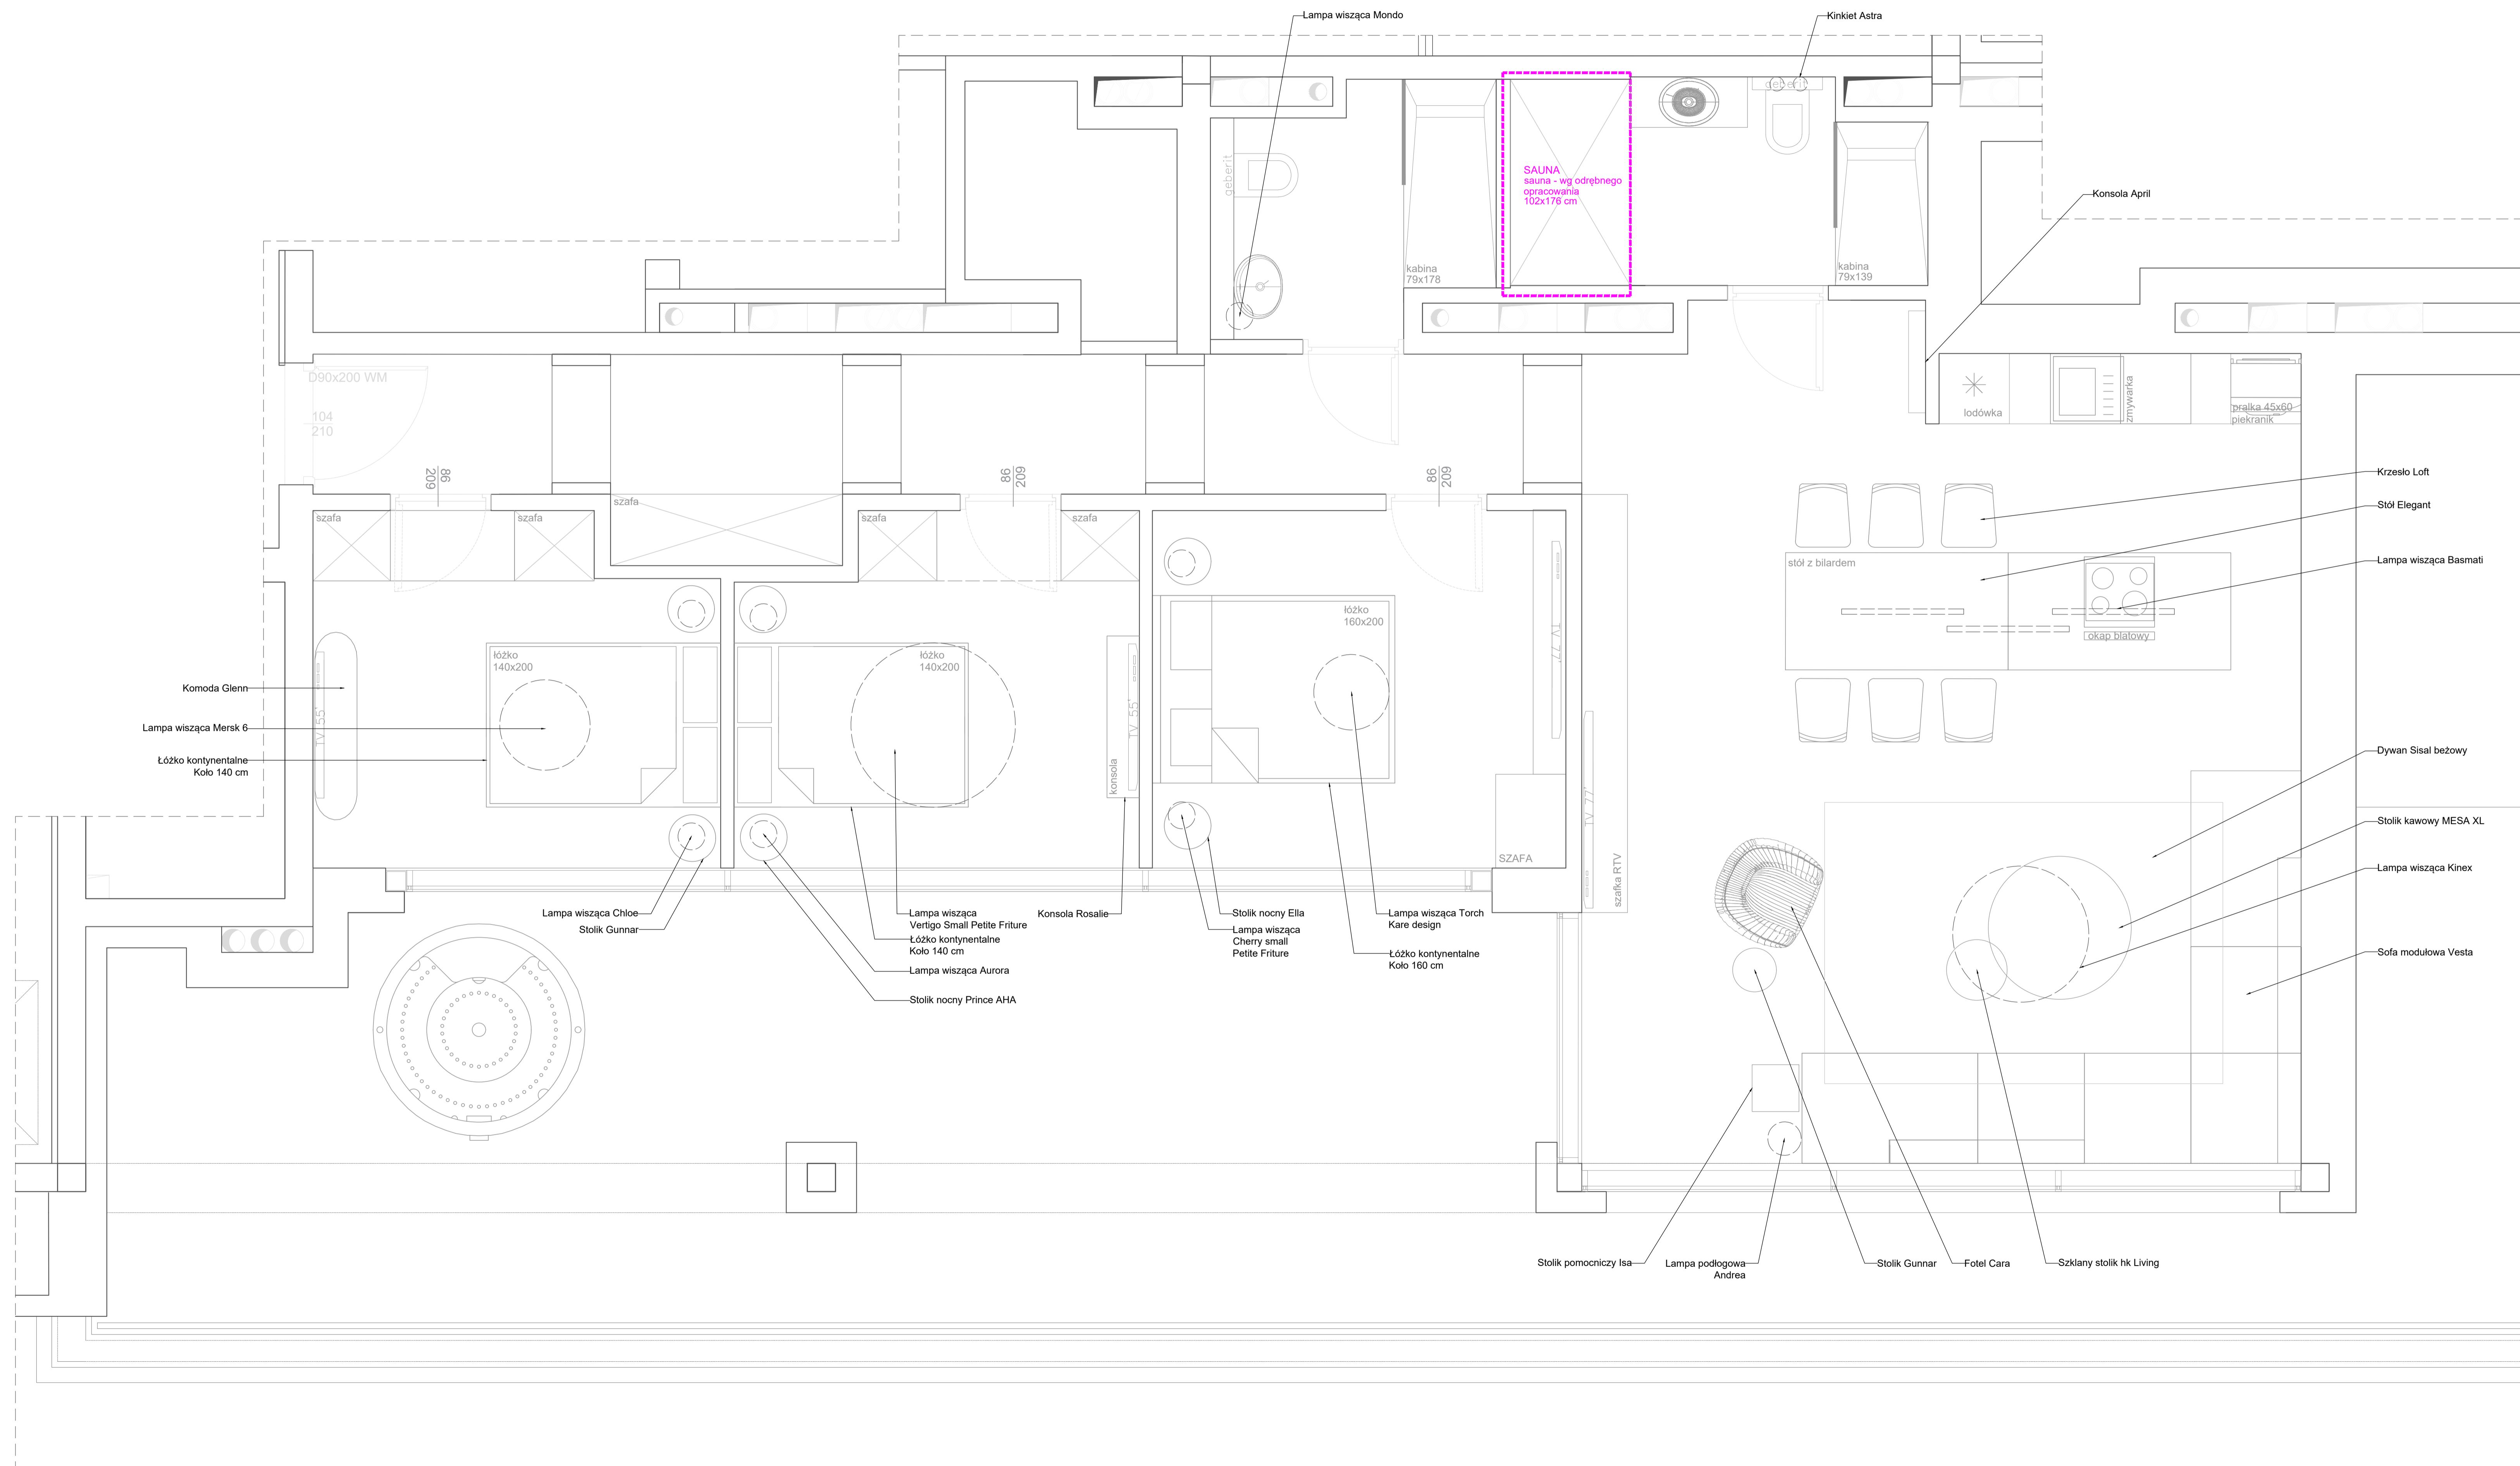 Lampa wisząca Mondo
Kinkiet Astra
geberit
geberit
SAUNA
sauna - wg odrębnego
opracowania
102x176 cm
kabina
79x178
kabina
79x139
Konsola April
D90x200 WM
104
210
lodówka
zmywarka
pralka 45x60
piekranik
86
209
86
209
86
209
szafa
szafa
szafa
szafa
szafa
Krzesło Loft
Stół Elegant
Lampa wisząca Basmati
stół z bilardem
okap blatowy
łóżko
140x200
łóżko
140x200
łóżko
160x200
TV 55"
TV 55"
konsola
TV 77"
TV 77"
szafka RTV
SZAFA
Komoda Glenn
Lampa wisząca Mersk 6
Łóżko kontynentalne
Koło 140 cm
Dywan Sisal beżowy
Stolik kawowy MESA XL
Lampa wisząca Kinex
Sofa modułowa Vesta
Lampa wisząca Chloe
Stolik Gunnar
Lampa wisząca
Vertigo Small Petite Friture
Łóżko kontynentalne
Koło 140 cm
Lampa wisząca Aurora
Stolik nocny Prince AHA
Konsola Rosalie
Stolik nocny Ella
Lampa wisząca
Cherry small
Petite Friture
Lampa wisząca Torch
Kare design
Łóżko kontynentalne
Koło 160 cm
Stolik pomocniczy Isa
Lampa podłogowa
Andrea
Stolik Gunnar
Fotel Cara
Szklany stolik hk Living